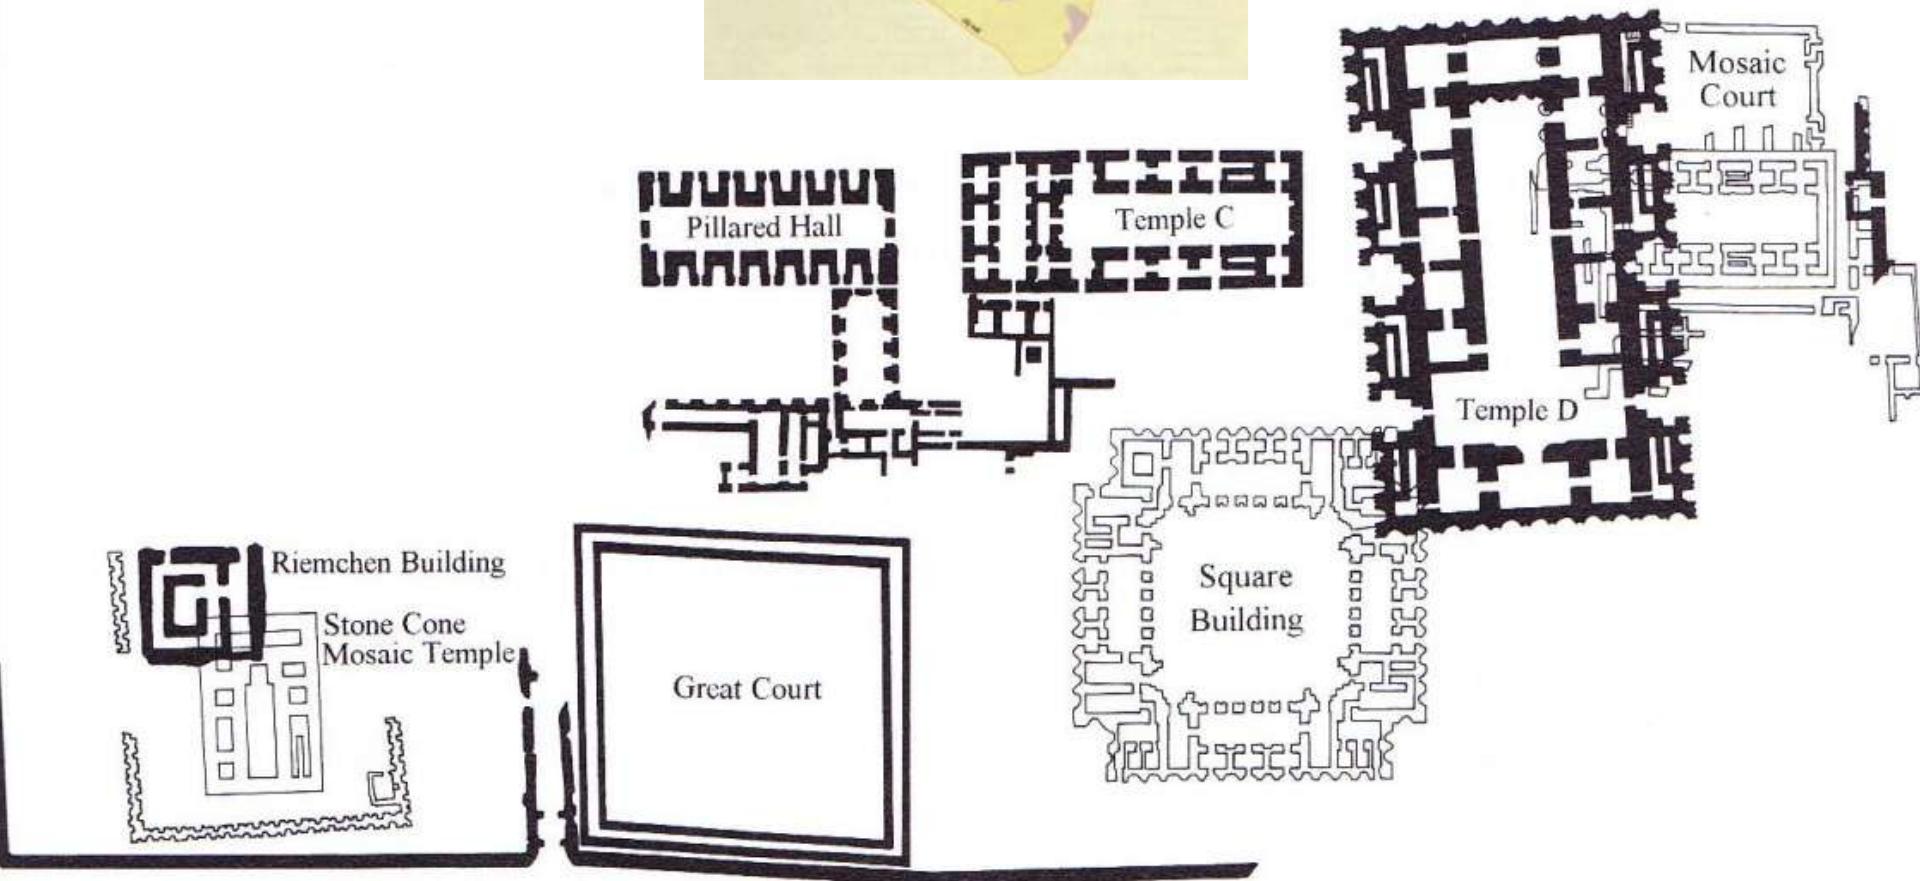 Mosaic
Court
Pillared Hall
Temple C
Temple D
Riemchen Building
Stone Cone
Mosaic Temple
Great Court
Square
Building